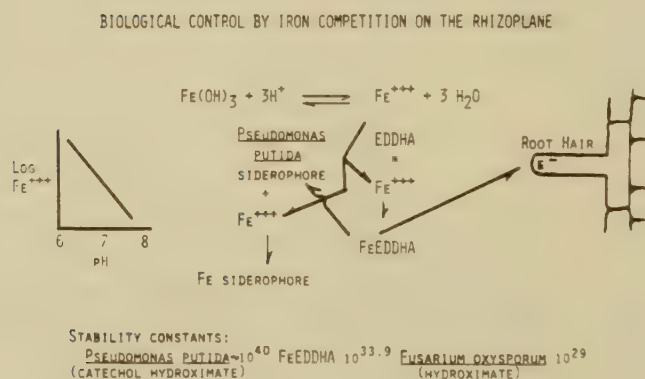 BIOLOGICAL CONTROL BY IRON COMPETITION ON THE RHIZOPLANE
Fe(OH)3 + 3H+ ⇌ Fe+++ + 3 H2O
PSEUDOMONAS
PUTIDA
SIDEROPHORE
+
Fe+++
Fe SIDEROPHORE
EDDHA
+
Fe+++
FeEDDHA
ROOT HAIR
E-
LOG
Fe+++
6 7 8
pH
STABILITY CONSTANTS:
PSEUDOMONAS PUTIDA~10^40 FeEDDHA 10^33.9 FUSARIUM OXYSPORUM 10^29
(CATECHOL HYDROXIMATE) (HYDROXIMATE)